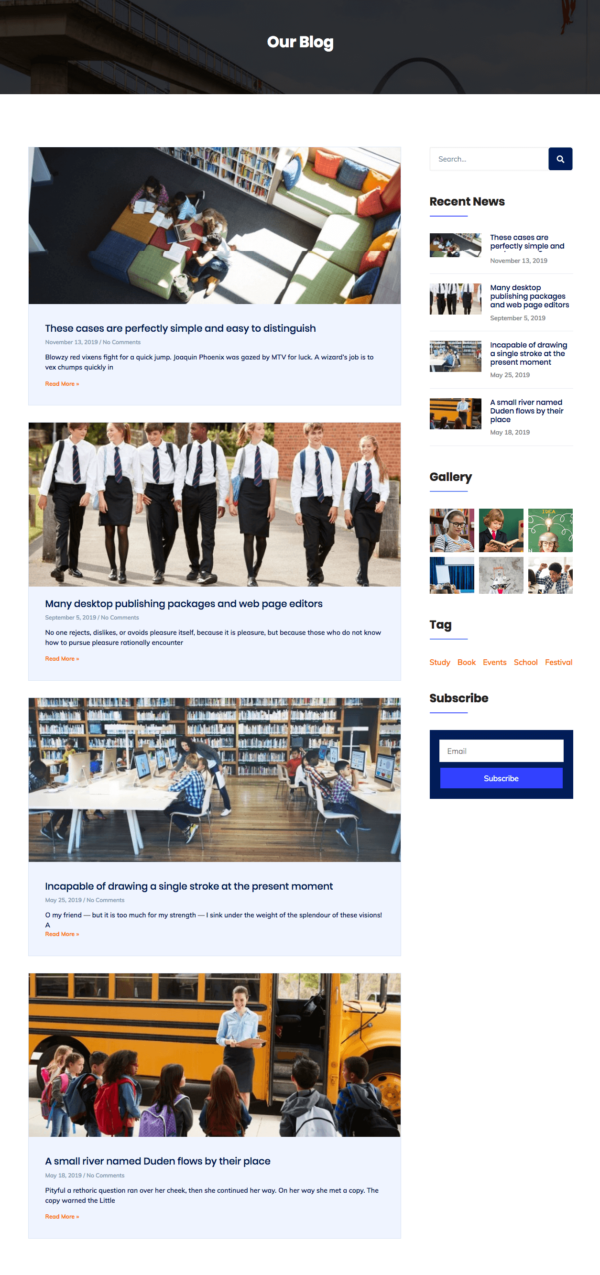 Our Blog
These cases are perfectly simple and easy to distinguish
November 13, 2019 / No Comments
Blowzy red vixens fight for a quick jump. Joaquin Phoenix was gazed by MTV for luck. A wizard's job is to
vex chumps quickly in
Read More »
Many desktop publishing packages and web page editors
September 5, 2019 / No Comments
No one rejects, dislikes, or avoids pleasure itself, because it is pleasure, but because those who do not know
how to pursue pleasure rationally encounter
Read More »
Incapable of drawing a single stroke at the present moment
May 25, 2019 / No Comments
O my friend — but it is too much for my strength — I sink under the weight of the splendour of these visions!
A
Read More »
A small river named Duden flows by their place
May 18, 2019 / No Comments
Pityful a rethoric question ran over her cheek, then she continued her way. On her way she met a copy. The
copy warned the Little
Read More »
Search...
Recent News
These cases are
perfectly simple and
November 13, 2019
Many desktop
publishing packages
and web page editors
September 5, 2019
Incapable of drawing
a single stroke at the
present moment
May 25, 2019
A small river named
Duden flows by their
place
May 18, 2019
Gallery
IDEA
Tag
Study Book Events School Festival
Subscribe
Email
Subscribe